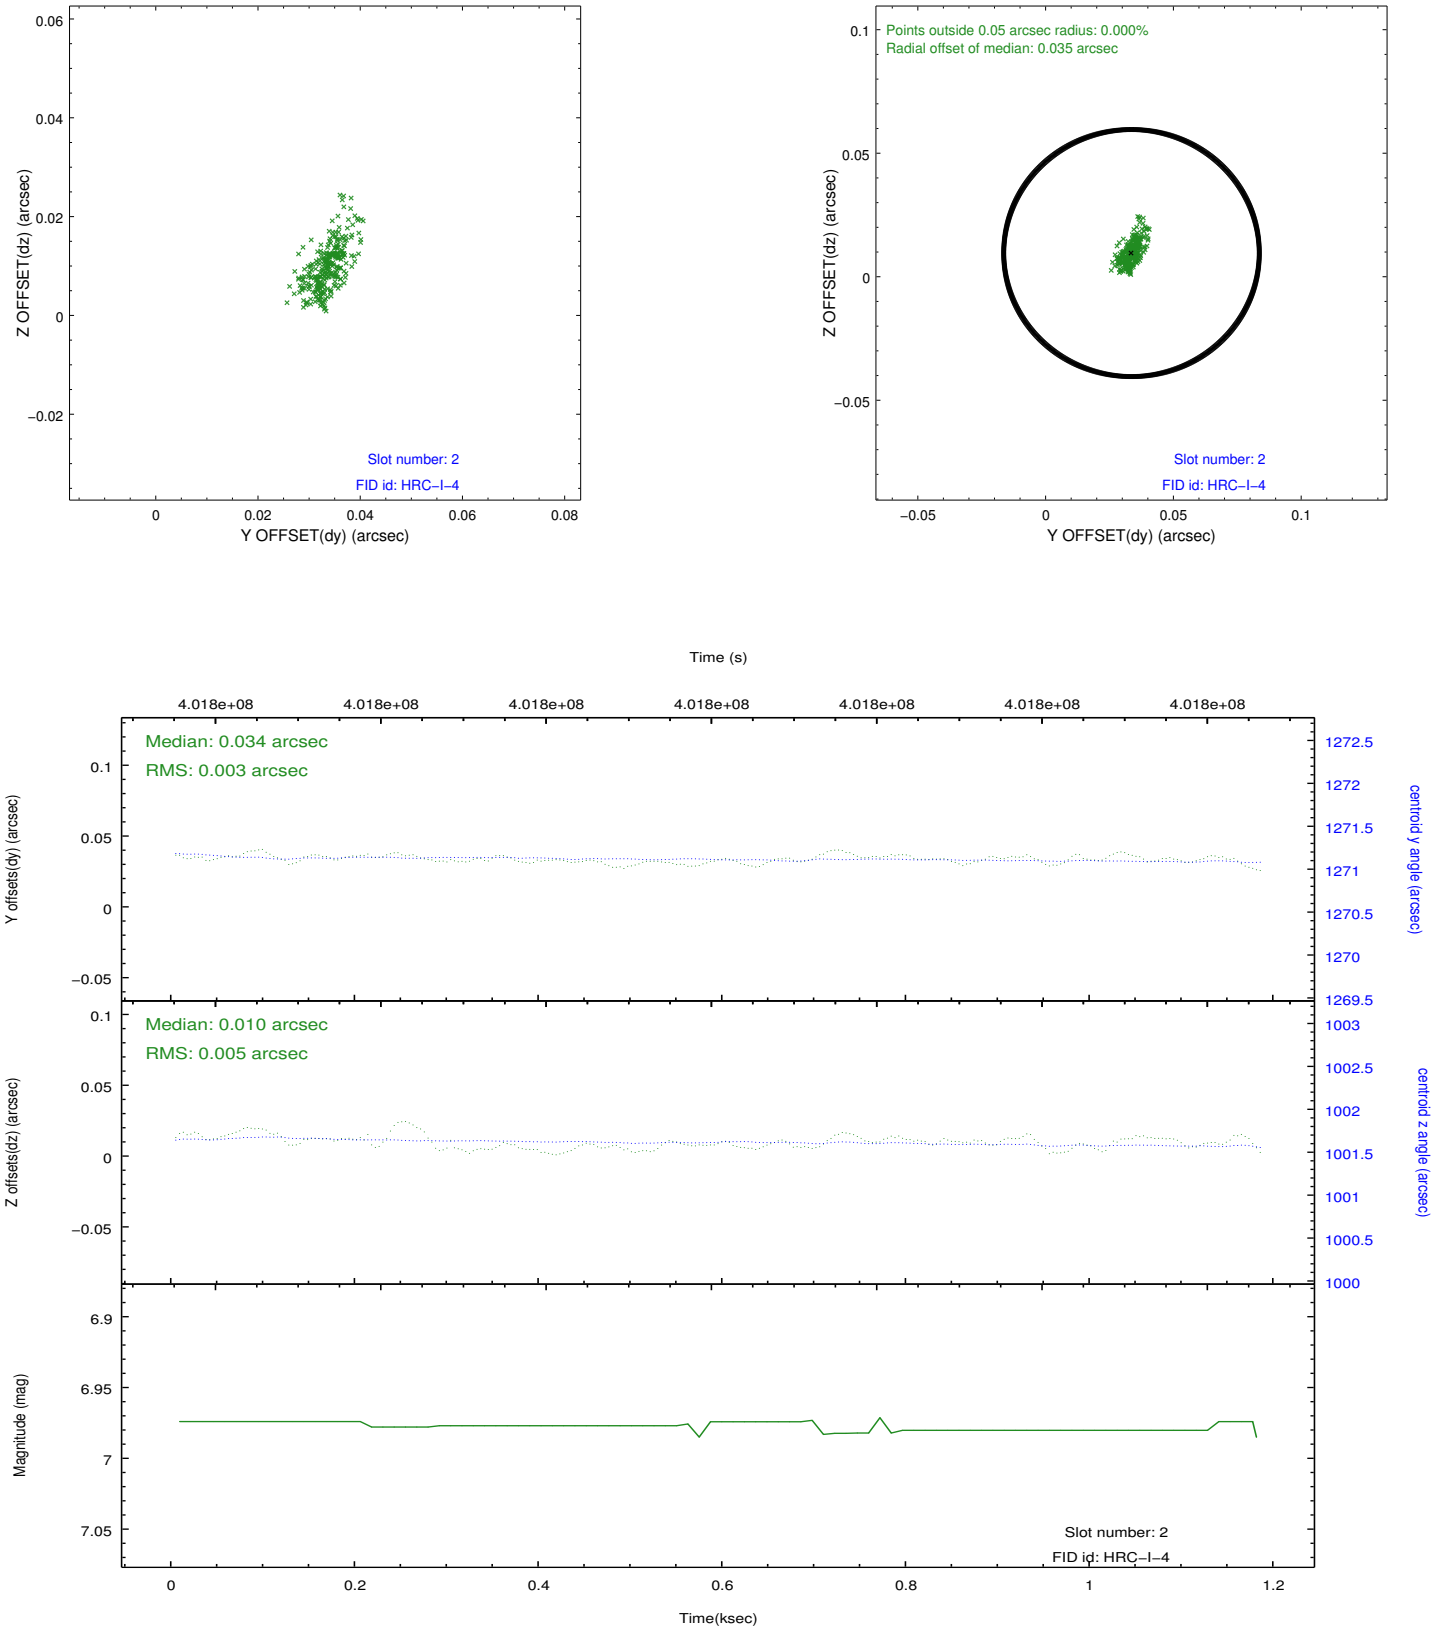 0.06
0.04
0.02
0
−0.02
Z OFFSET(dz) (arcsec)
Slot number: 2
FID id: HRC−I−4
0 0.02 0.04 0.06 0.08
Y OFFSET(dy) (arcsec)
Points outside 0.05 arcsec radius: 0.000%
Radial offset of median: 0.035 arcsec
0.1
0.05
0
−0.05
Z OFFSET(dz) (arcsec)
Slot number: 2
FID id: HRC−I−4
−0.05 0 0.05 0.1
Y OFFSET(dy) (arcsec)
Time (s)
4.018e+08 4.018e+08 4.018e+08 4.018e+08 4.018e+08 4.018e+08 4.018e+08
Median: 0.034 arcsec
RMS: 0.003 arcsec
0.1
0.05
0
−0.05
Y offsets(dy) (arcsec)
1272.5
1272
1271.5
1271
1270.5
1270
1269.5
centroid y angle (arcsec)
Median: 0.010 arcsec
RMS: 0.005 arcsec
0.1
0.05
0
−0.05
Z offsets(dz) (arcsec)
1003
1002.5
1002
1001.5
1001
1000.5
1000
centroid z angle (arcsec)
6.9
6.95
7
7.05
Magnitude (mag)
Slot number: 2
FID id: HRC−I−4
0 0.2 0.4 0.6 0.8 1 1.2
Time(ksec)